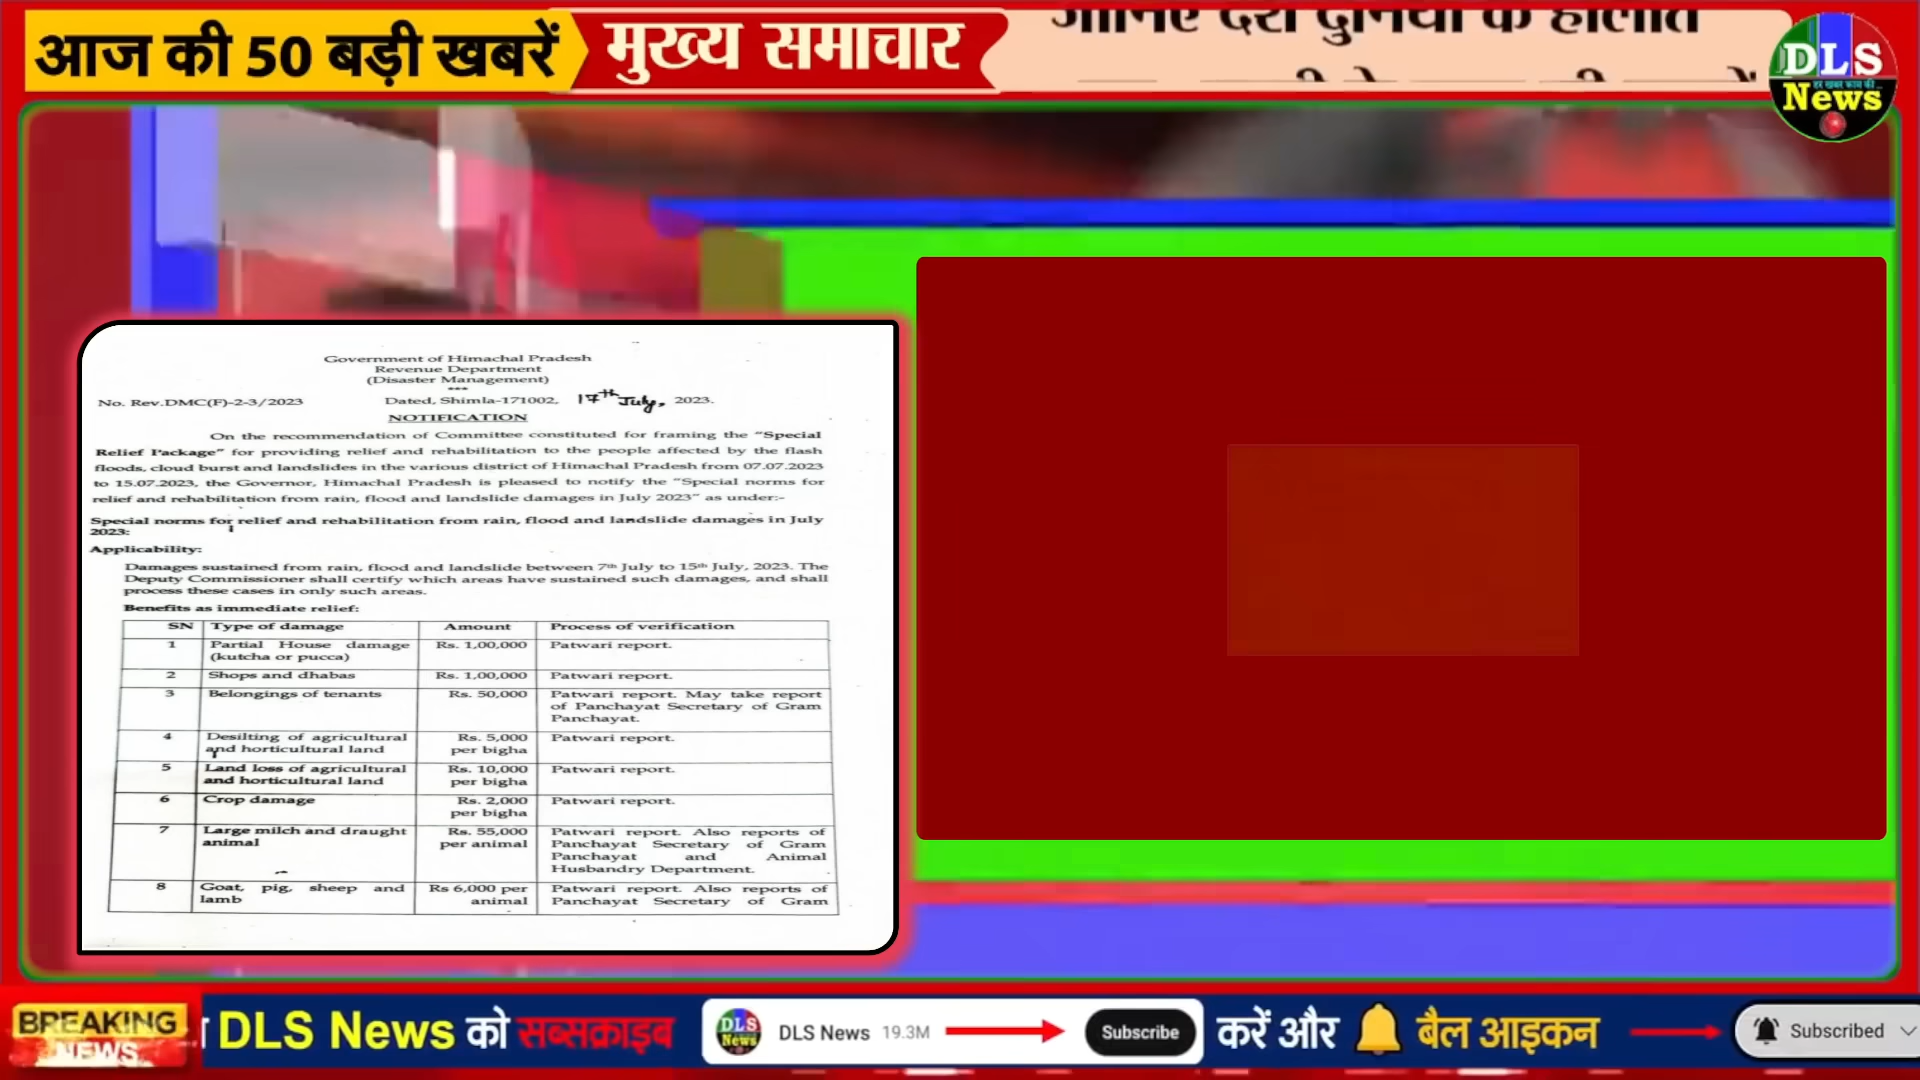 आज की 50 बड़ी खबरें
मुख्य समाचार
जानिए देश दुनिया के हालात
DLS
हर खबर काम की..
News
Government of Himachal Pradesh
Revenue Department
(Disaster Management)
***
No. Rev.DMC(F)-2-3/2023 Dated, Shimla-171002, 17th July, 2023.
NOTIFICATION
On the recommendation of Committee constituted for framing the "Special
Relief Package" for providing relief and rehabilitation to the people affected by the flash
floods, cloud burst and landslides in the various district of Himachal Pradesh from 07.07.2023
to 15.07.2023, the Governor, Himachal Pradesh is pleased to notify the "Special norms for
relief and rehabilitation from rain, flood and landslide damages in July 2023" as under:-
Special norms for relief and rehabilitation from rain, flood and landslide damages in July
2023:
Applicability:
Damages sustained from rain, flood and landslide between 7th July to 15th July, 2023. The
Deputy Commissioner shall certify which areas have sustained such damages, and shall
process these cases in only such areas.
Benefits as immediate relief:
SN Type of damage Amount Process of verification
1 Partial House damage Rs. 1,00,000 Patwari report.
(kutcha or pucca)
2 Shops and dhabas Rs. 1,00,000 Patwari report.
3 Belongings of tenants Rs. 50,000 Patwari report. May take report
of Panchayat Secretary of Gram
Panchayat.
4 Desilting of agricultural Rs. 5,000 Patwari report.
and horticultural land per bigha
5 Land loss of agricultural Rs. 10,000 Patwari report.
and horticultural land per bigha
6 Crop damage Rs. 2,000 Patwari report.
per bigha
7 Large milch and draught Rs. 55,000 Patwari report. Also reports of
animal per animal Panchayat Secretary of Gram
Panchayat and Animal
Husbandry Department.
8 Goat, pig, sheep and Rs 6,000 per Patwari report. Also reports of
lamb animal Panchayat Secretary of Gram
BREAKING
NEWS
DLS News को सब्सक्राइब DLS News 19.3M Subscribe करें और बैल आइकन Subscribed